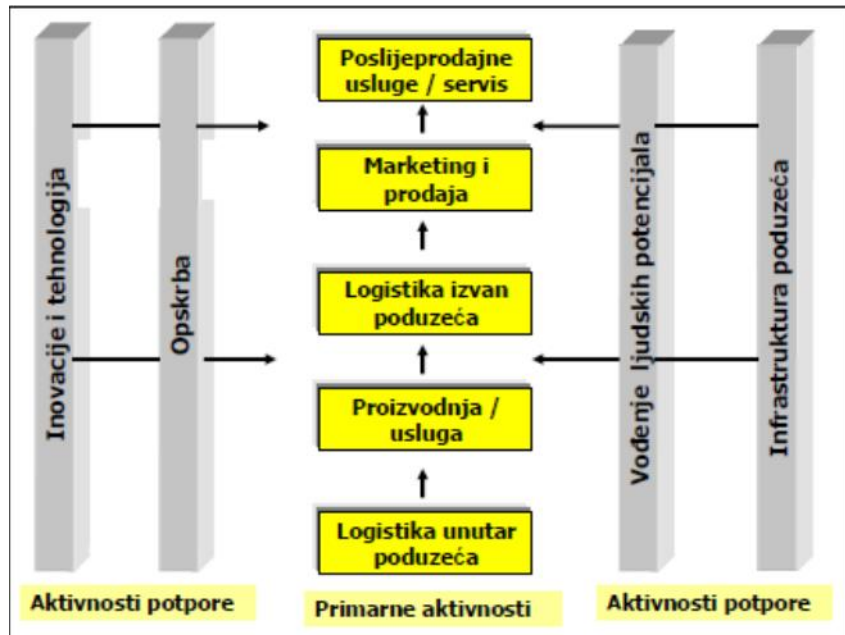 Poslijeprodajne
usluge / servis
Marketing i
prodaja
Logistika izvan
poduzeća
Proizvodnja /
usluga
Logistika unutar
poduzeća
Inovacije i tehnologija
Opskrba
Vođenje ljudskih potencijala
Infrastruktura poduzeća
Aktivnosti potpore
Primarne aktivnosti
Aktivnosti potpore